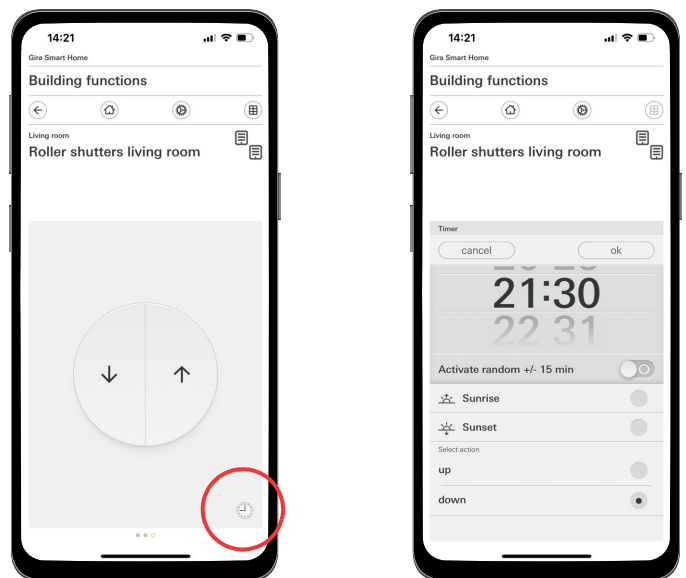 14:21
Gira Smart Home
Building functions
Living room
Roller shutters living room
14:21
Gira Smart Home
Building functions
Living room
Roller shutters living room
Timer
cancel ok
21:30
22 31
Activate random +/- 15 min
Sunrise
Sunset
Select action
up
down